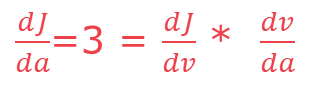 dJ/da=3 = dJ/dv * dv/da